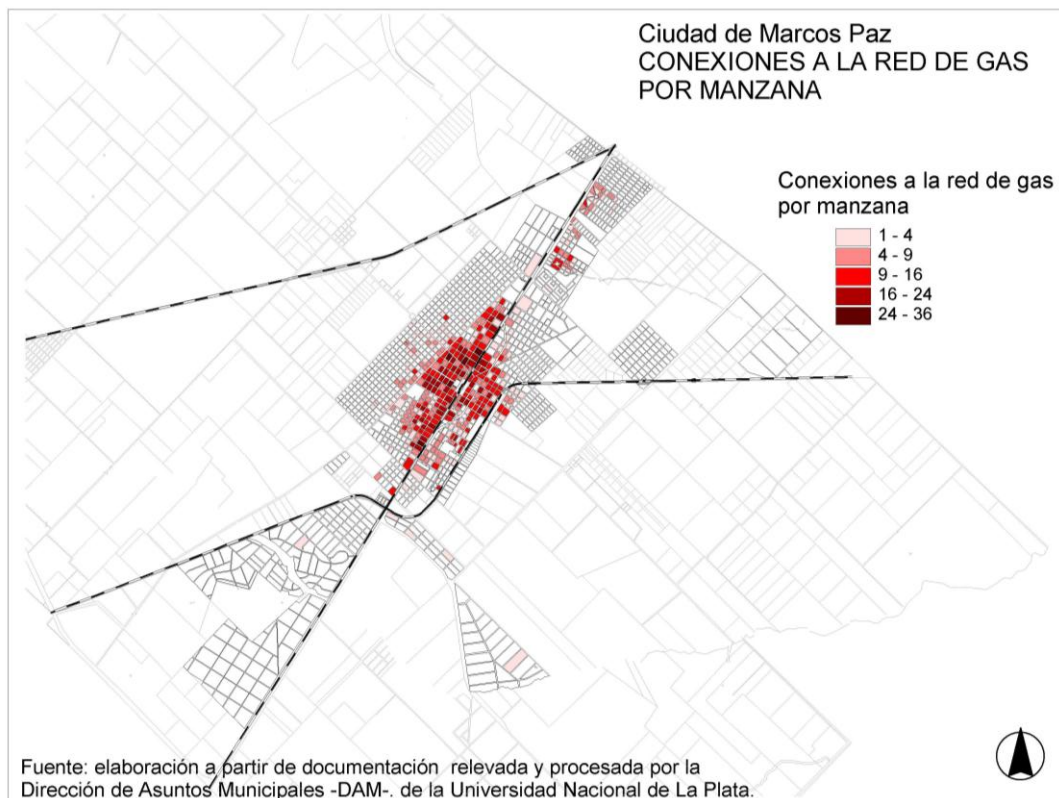 Ciudad de Marcos Paz
CONEXIONES A LA RED DE GAS
POR MANZANA
Conexiones a la red de gas
por manzana
1 - 4
4 - 9
9 - 16
16 - 24
24 - 36
Fuente: elaboración a partir de documentación relevada y procesada por la
Dirección de Asuntos Municipales -DAM-. de la Universidad Nacional de La Plata.